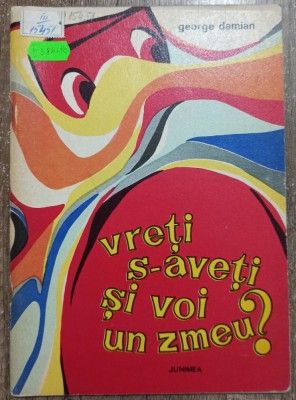 george damian
vreți
s-aveți
și voi
un zmeu?
JUNIMEA